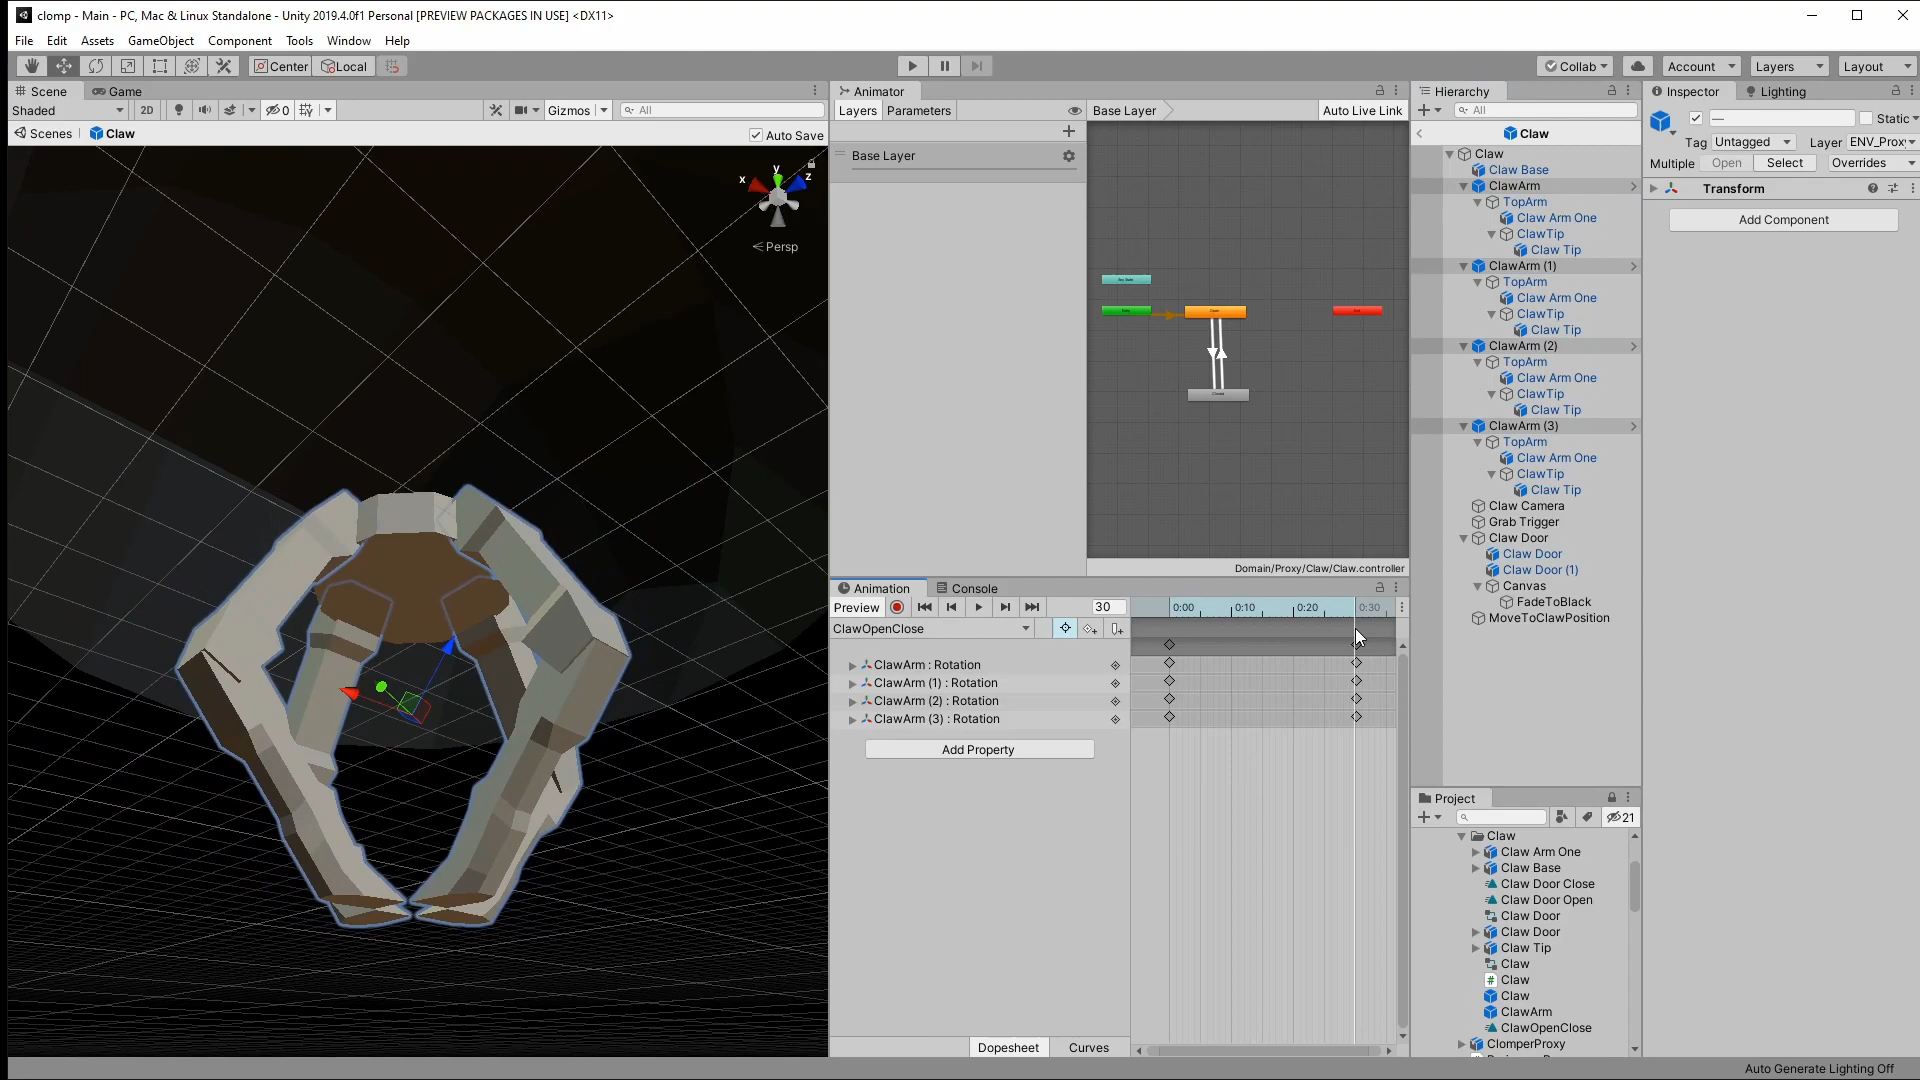 clomp - Main - PC, Mac & Linux Standalone - Unity 2019.4.0f1 Personal [PREVIEW PACKAGES IN USE] <DX11>
File Edit Assets GameObject Component Tools Window Help
Center Local Collab Account Layers Layout
Scene Game
Shaded 2D 0 Gizmos All
Scenes Claw Auto Save
x y z
Persp
Animator
Layers Parameters Base Layer Auto Live Link
Base Layer
Domain/Proxy/Claw/Claw.controller
Animation Console
Preview 30 0:00 0:10 0:20 0:30
ClawOpenClose
ClawArm : Rotation
ClawArm (1) : Rotation
ClawArm (2) : Rotation
ClawArm (3) : Rotation
Add Property
Dopesheet Curves
Hierarchy
All
Claw
Claw
Claw Base
ClawArm
TopArm
Claw Arm One
ClawTip
Claw Tip
ClawArm (1)
TopArm
Claw Arm One
ClawTip
Claw Tip
ClawArm (2)
TopArm
Claw Arm One
ClawTip
Claw Tip
ClawArm (3)
TopArm
Claw Arm One
ClawTip
Claw Tip
Claw Camera
Grab Trigger
Claw Door
Claw Door
Claw Door (1)
Canvas
FadeToBlack
MoveToClawPosition
Project
21
Claw
Claw Arm One
Claw Base
Claw Door Close
Claw Door Open
Claw Door
Claw Door
Claw Tip
Claw
Claw
Claw
ClawArm
ClawOpenClose
ClomperProxy
Inspector Lighting
— Static
Tag Untagged Layer ENV_Proxy
Multiple Open Select Overrides
Transform
Add Component
Auto Generate Lighting Off